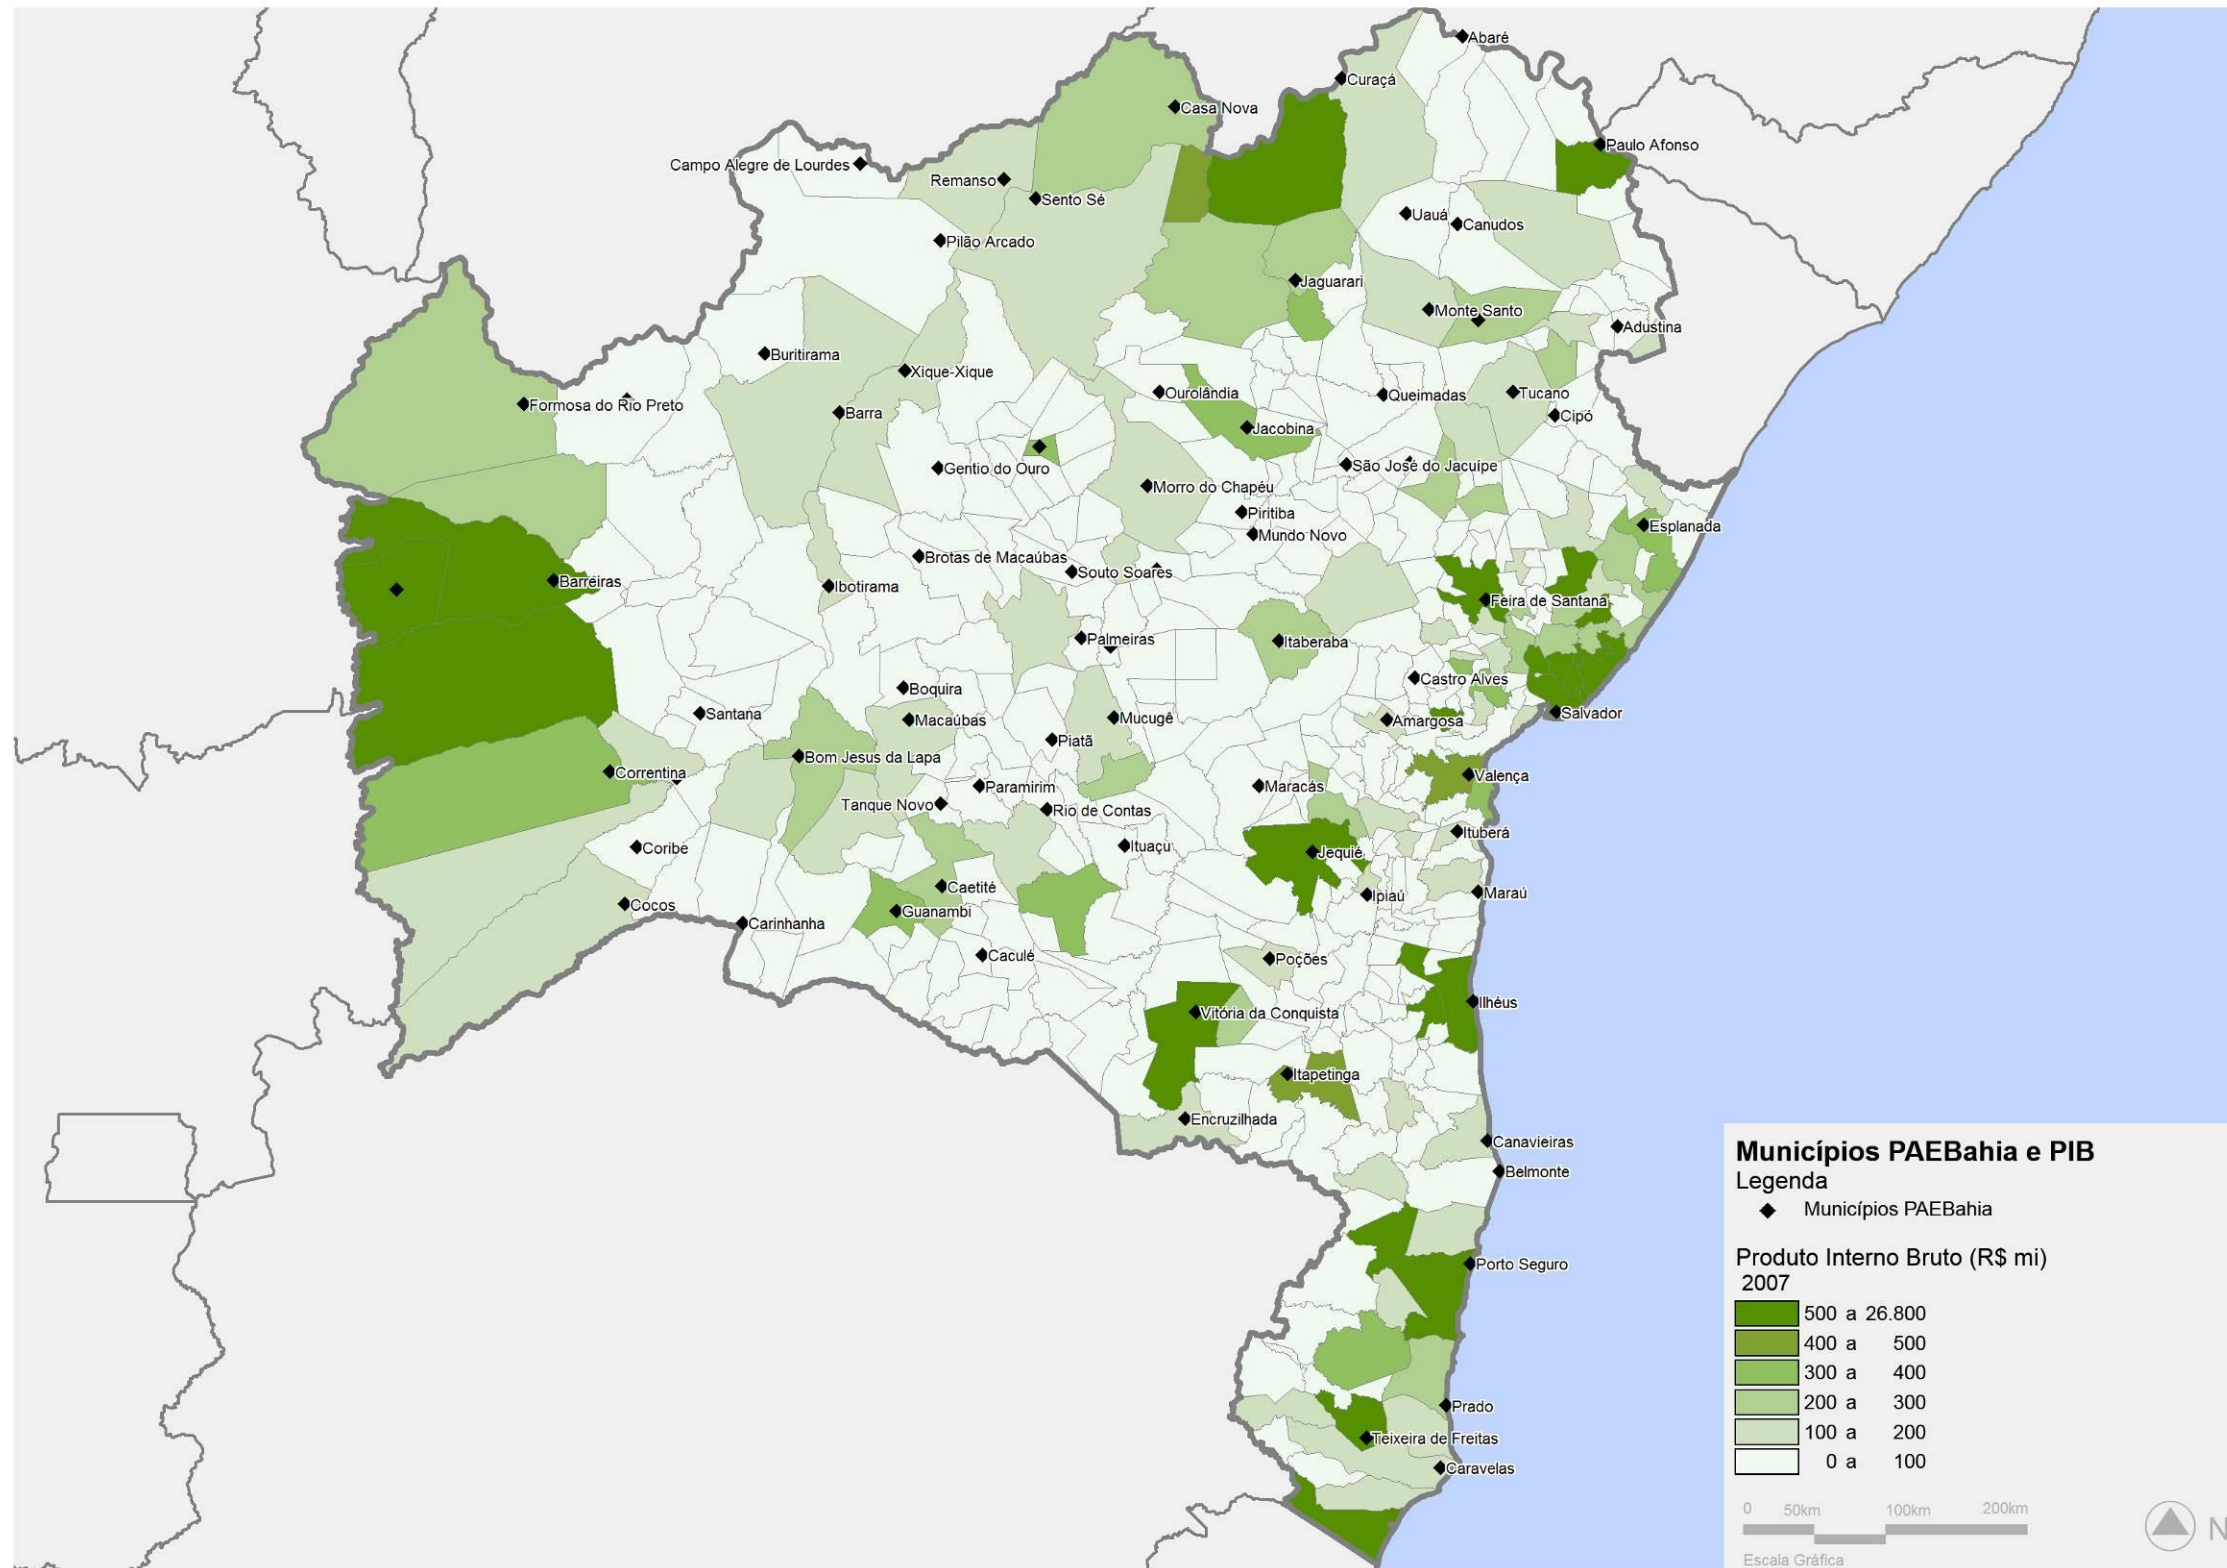 Abaré
Curaçá
Casa Nova
Paulo Afonso
Campo Alegre de Lourdes
Remanso
Sento Sé
Uauá
Canudos
Pilão Arcado
Jaguarari
Monte Santo
Adustina
Buritirama
Xique-Xique
Ourolândia
Queimadas
Tucano
Formosa do Rio Preto
Barra
Cipó
Jacobina
Gentio do Ouro
São José do Jacuípe
Morro do Chapéu
Piritiba
Esplanada
Mundo Novo
Brotas de Macaúbas
Souto Soares
Barreiras
Ibotirama
Feira de Santana
Palmeiras
Itaberaba
Castro Alves
Boquira
Santana
Macaúbas
Mucugê
Amargosa
Salvador
Piatã
Bom Jesus da Lapa
Correntina
Valença
Paramirim
Maracás
Tanque Novo
Rio de Contas
Ituberá
Coribe
Ituaçu
Jequié
Caetité
Ipiaú
Maraú
Cocos
Guanambi
Carinhanha
Caculé
Poções
Ilhéus
Vitória da Conquista
Itapetinga
Encruzilhada
Canavieiras
Belmonte
Porto Seguro
Prado
Teixeira de Freitas
Caravelas
Municípios PAEBahia e PIB
Legenda
Municípios PAEBahia
Produto Interno Bruto (R$ mi)
2007
500 a 26.800
400 a 500
300 a 400
200 a 300
100 a 200
0 a 100
0 50km 100km 200km
Escala Gráfica
N